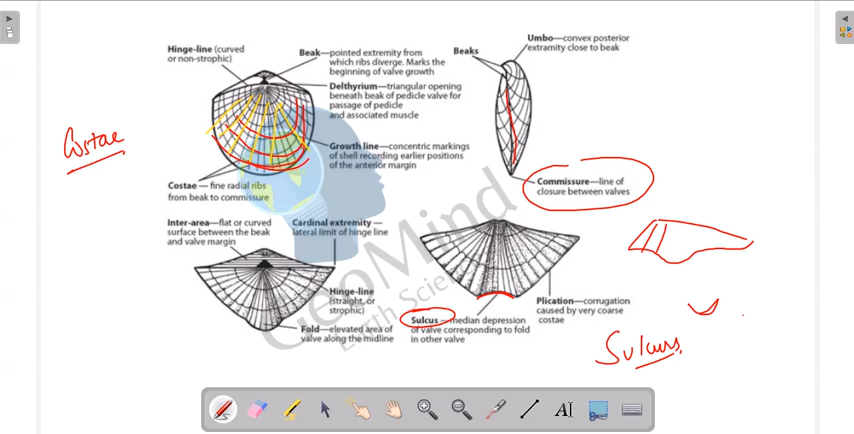 Hinge-line (curved
or non-strophic)
Beak—pointed extremity from
which ribs diverge. Marks the
beginning of valve growth
Delthyrium—triangular opening
beneath beak of pedicle valve for
passage of pedicle
and associated muscle
Growth line—concentric markings
of shell recording earlier positions
of the anterior margin
Costae— fine radial ribs
from beak to commissure
Costae
Beaks
Umbo—convex posterior
extramity close to beak
Commissure—line of
closure between valves
Inter-area—flat or curved
surface between the beak
and valve margin
Cardinal extremity—
lateral limit of hinge line
Hinge-line
(straight, or
strophic)
Fold—elevated area of
valve along the midline
Sulcus—median depression
of valve corresponding to fold
in other valve
Plication—corrugation
caused by very coarse
costae
Sulcurs
GeoMind
Earth Science
AI